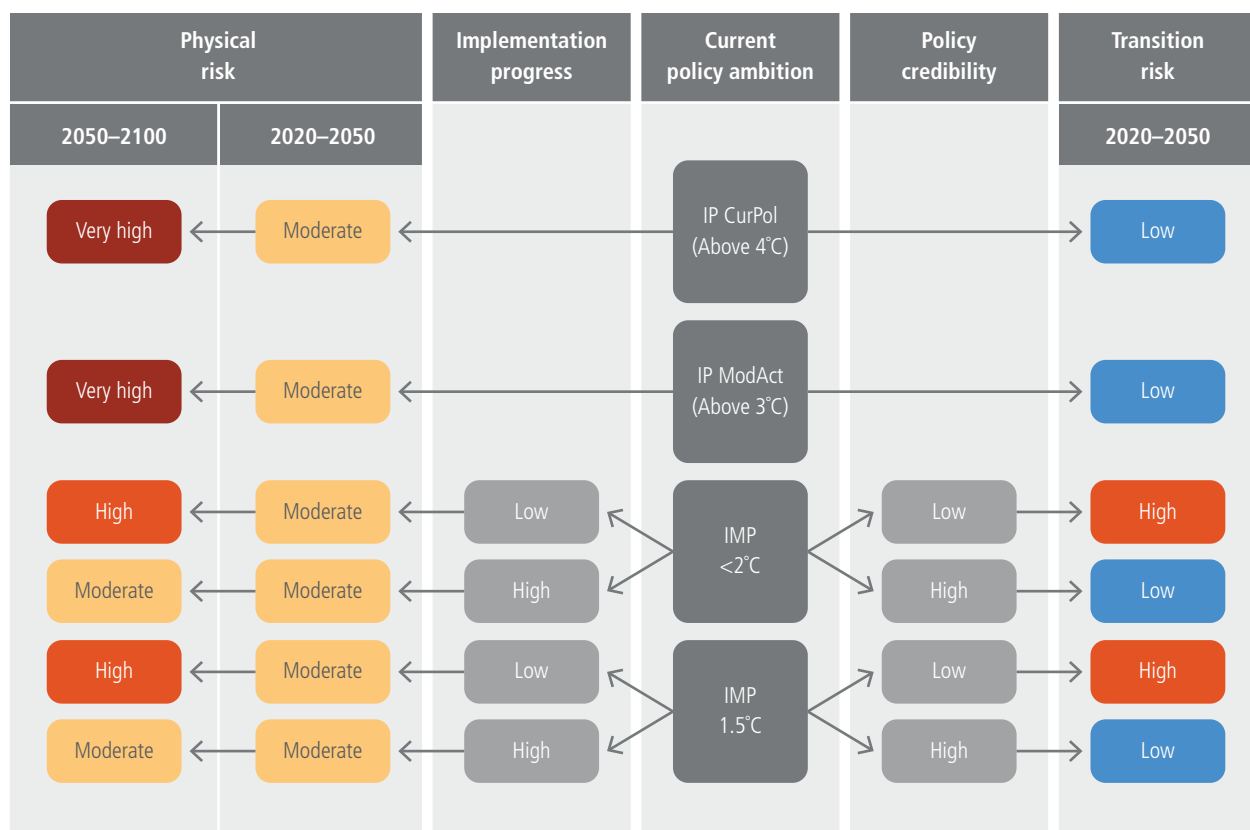 Physical
risk
Implementation
progress
Current
policy ambition
Policy
credibility
Transition
risk
2050–2100
2020–2050
2020–2050
Very high
Moderate
IP CurPol
(Above 4°C)
Low
Very high
Moderate
IP ModAct
(Above 3°C)
Low
High
Moderate
Low
IMP
<2°C
Low
High
Moderate
Moderate
High
High
Low
High
Moderate
Low
IMP
1.5°C
Low
High
Moderate
Moderate
High
High
Low